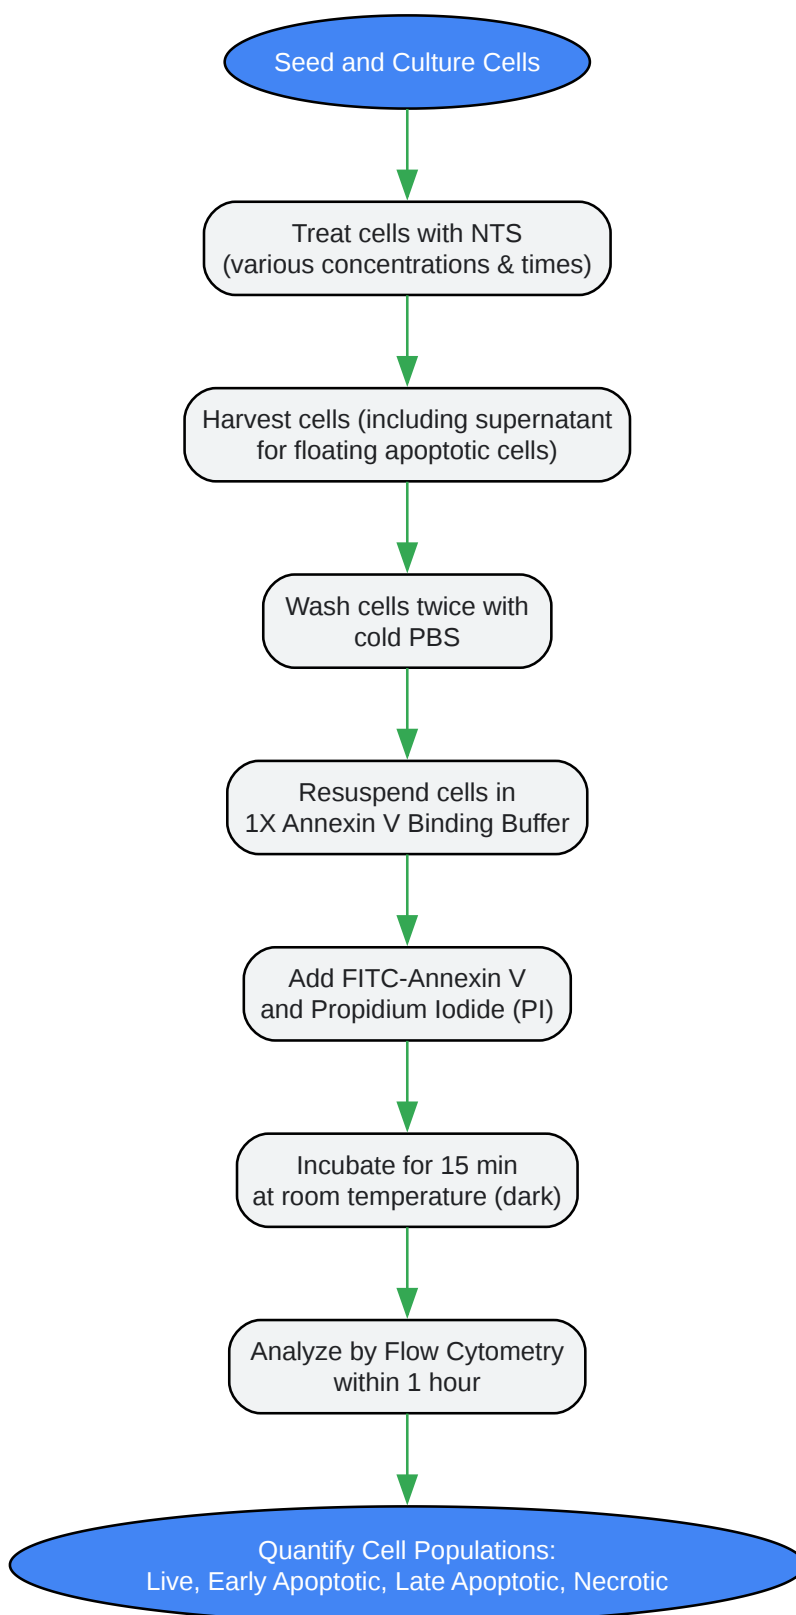 Seed and Culture Cells
Treat cells with NTS
(various concentrations & times)
Harvest cells (including supernatant
for floating apoptotic cells)
Wash cells twice with
cold PBS
Resuspend cells in
1X Annexin V Binding Buffer
Add FITC-Annexin V
and Propidium Iodide (PI)
Incubate for 15 min
at room temperature (dark)
Analyze by Flow Cytometry
within 1 hour
Quantify Cell Populations:
Live, Early Apoptotic, Late Apoptotic, Necrotic